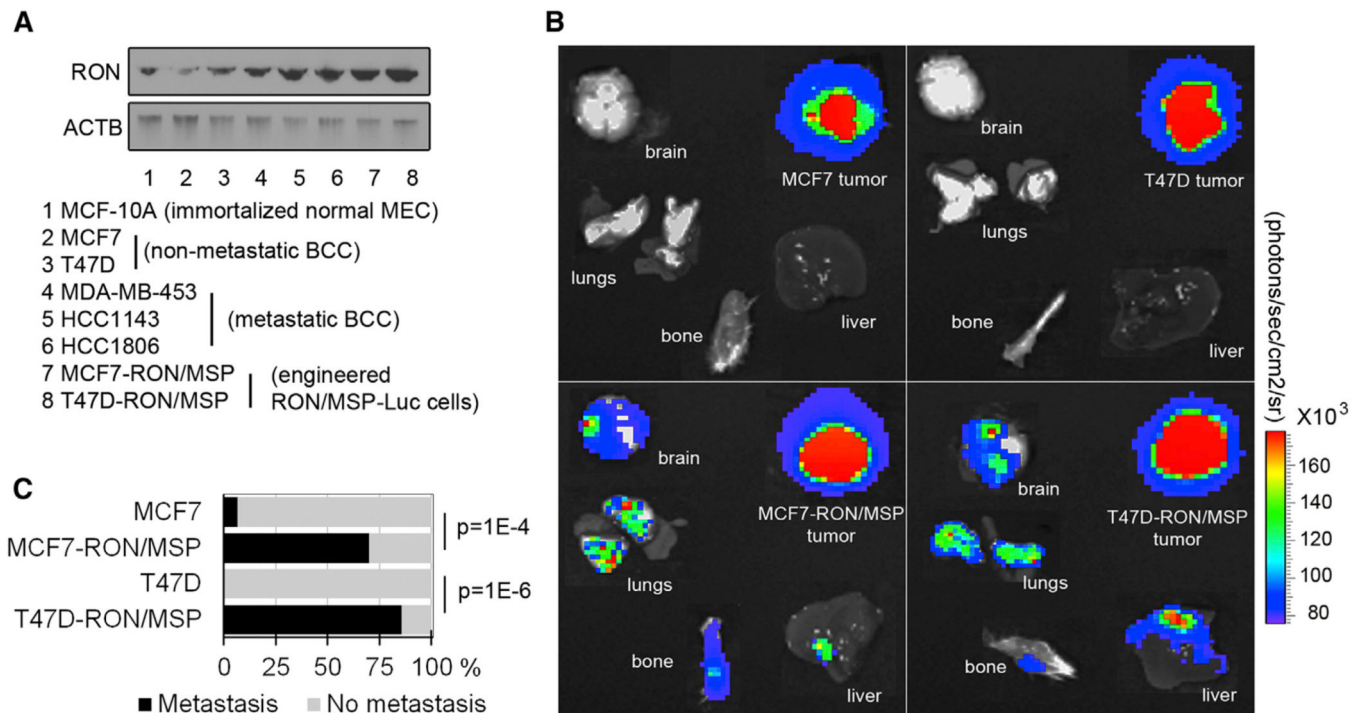 A
RON
ACTB
1 2 3 4 5 6 7 8
1 MCF-10A (immortalized normal MEC)
2 MCF7
3 T47D
(non-metastatic BCC)
4 MDA-MB-453
5 HCC1143
6 HCC1806
(metastatic BCC)
7 MCF7-RON/MSP
8 T47D-RON/MSP
(engineered
RON/MSP-Luc cells)
B
brain
MCF7 tumor
lungs
bone
liver
brain
T47D tumor
lungs
bone
liver
brain
MCF7-RON/MSP
tumor
lungs
bone
liver
brain
T47D-RON/MSP
tumor
lungs
bone
liver
(photons/sec/cm2/sr)
X10³
160
140
120
100
80
C
MCF7
MCF7-RON/MSP
T47D
T47D-RON/MSP
p=1E-4
p=1E-6
0 25 50 75 100 %
Metastasis No metastasis